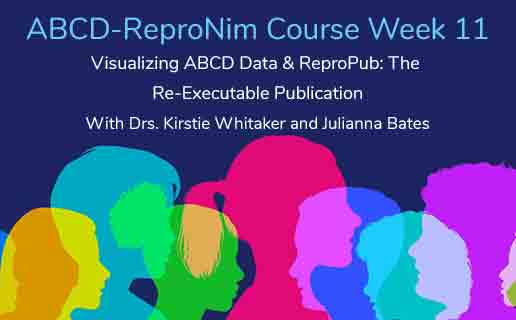 ABCD-ReproNim Course Week 11
Visualizing ABCD Data & ReproPub: The
Re-Executable Publication
With Drs. Kirstie Whitaker and Julianna Bates